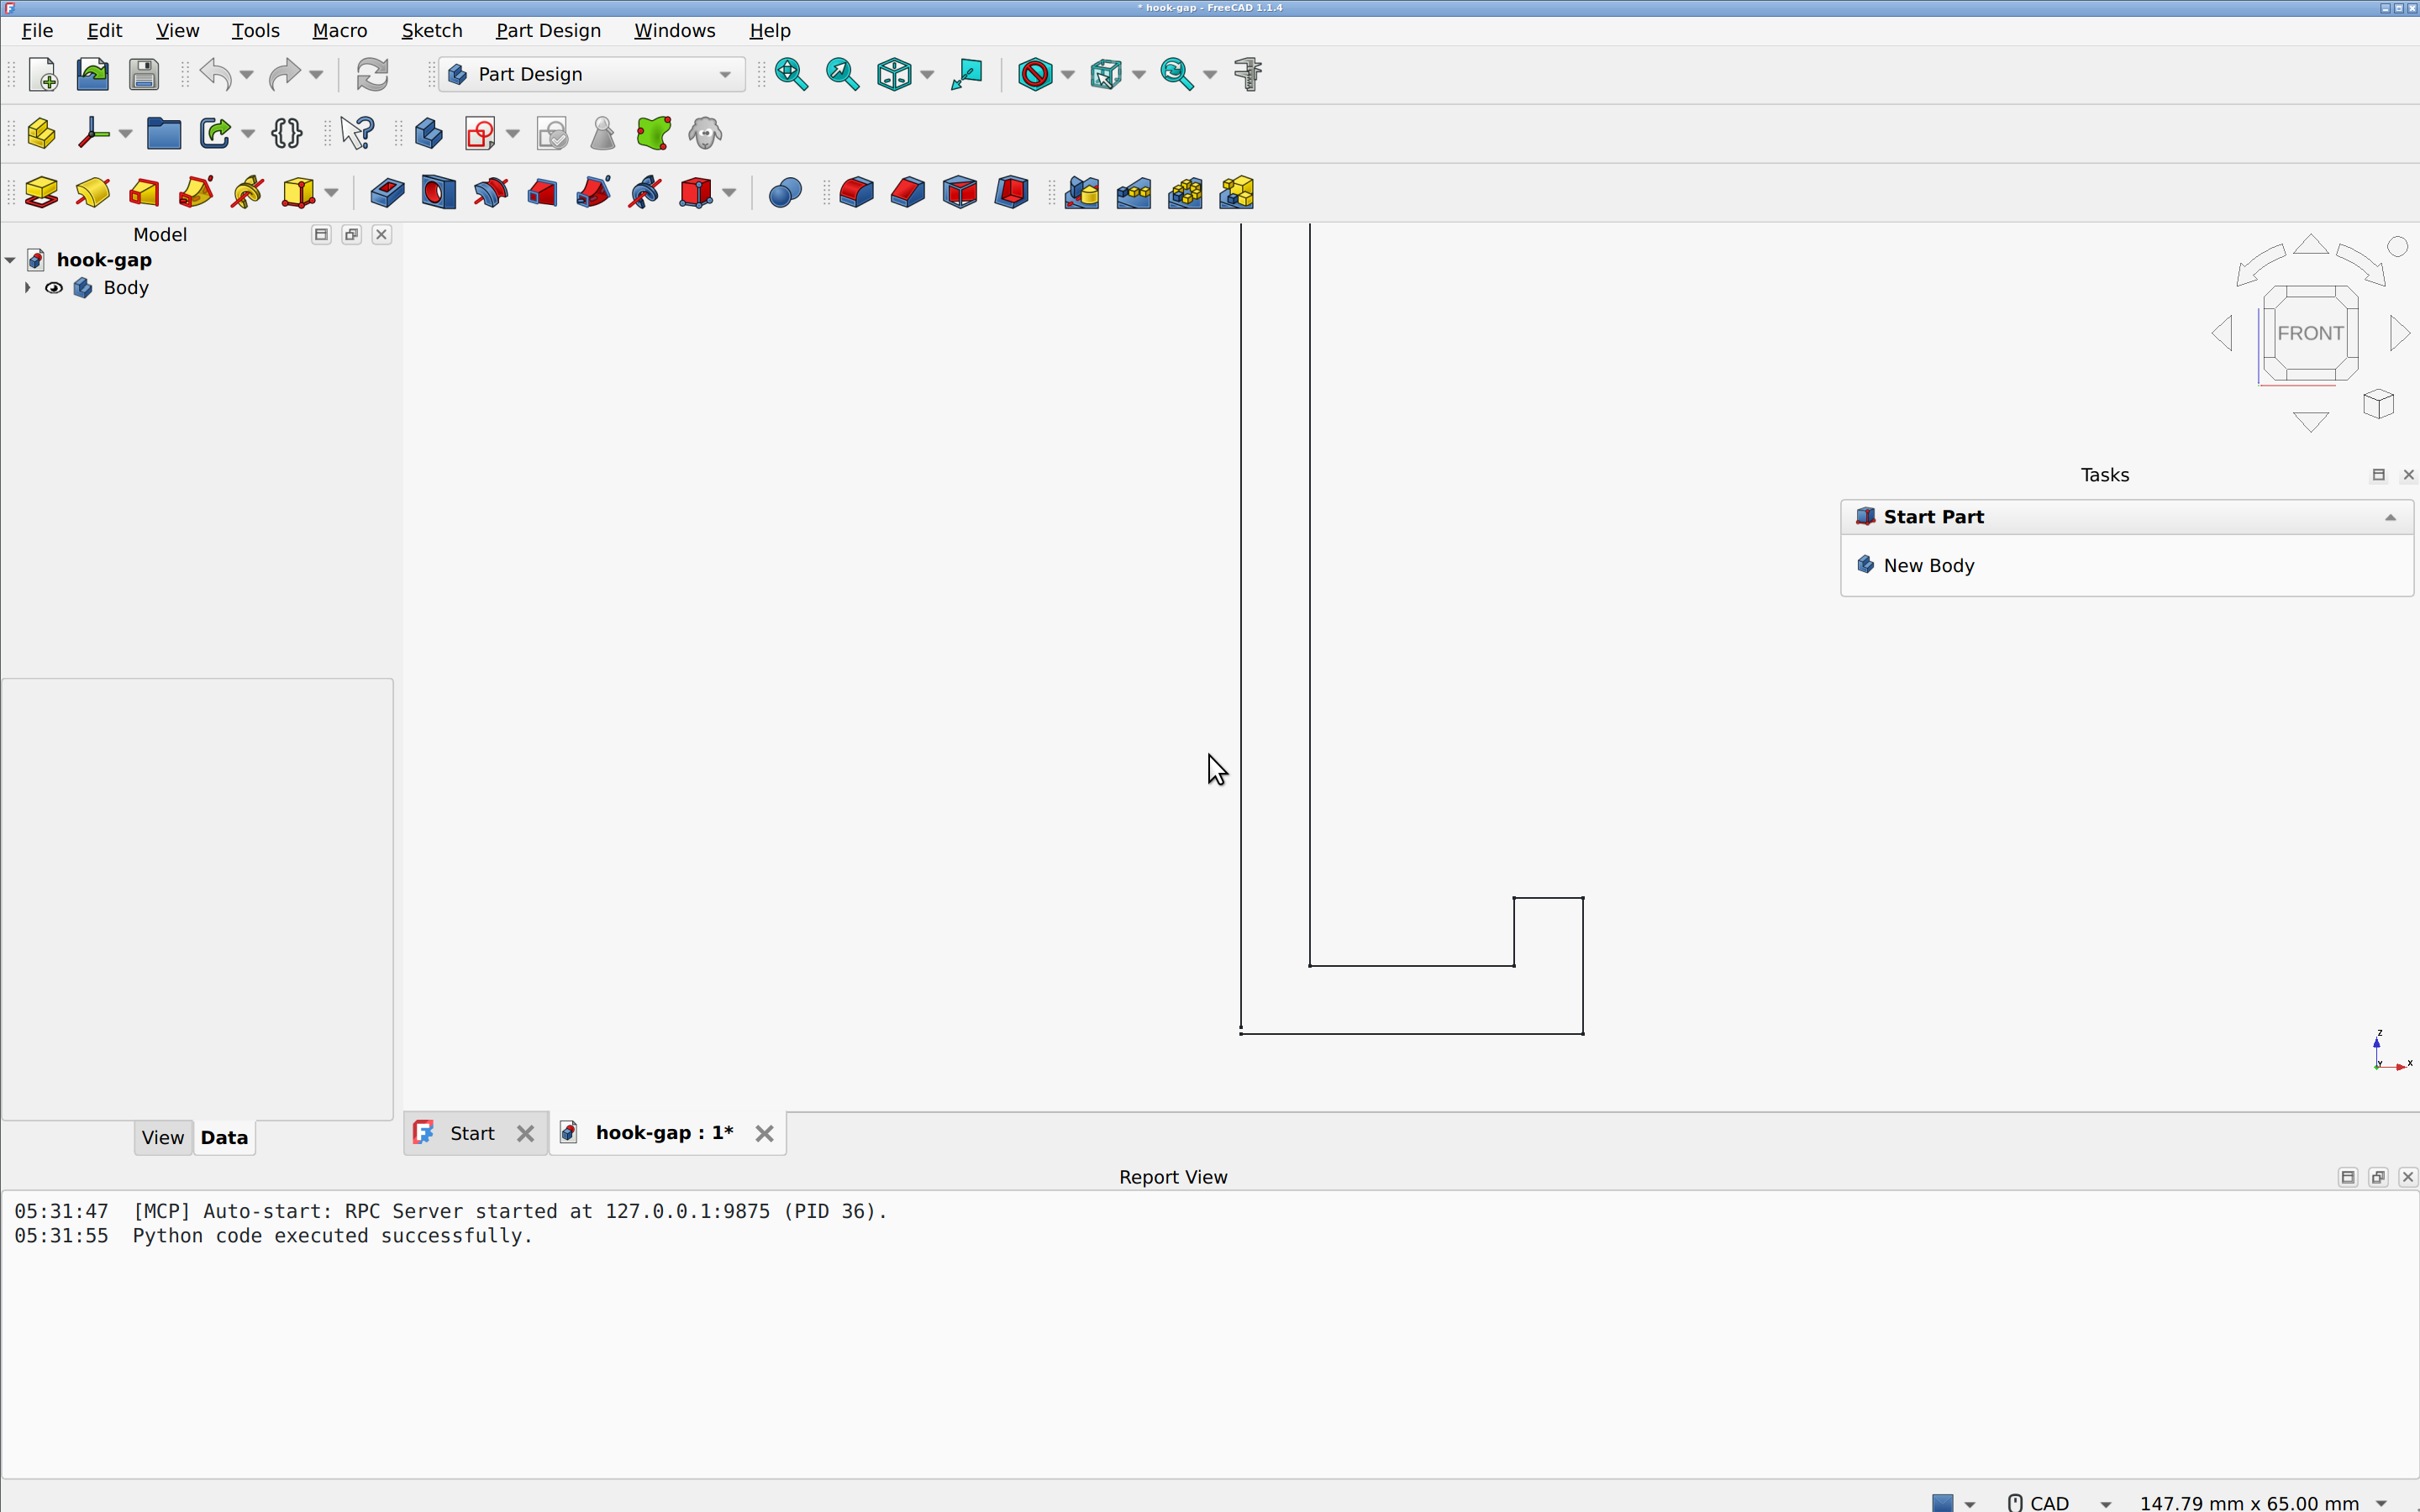 * hook-gap - FreeCAD 1.1.4
File Edit View Tools Macro Sketch Part Design Windows Help
Part Design
Model
hook-gap
Body
FRONT
Tasks
Start Part
New Body
z
Y
x
View Data
Start
hook-gap : 1*
Report View
05:31:47 [MCP] Auto-start: RPC Server started at 127.0.0.1:9875 (PID 36).
05:31:55 Python code executed successfully.
CAD
147.79 mm x 65.00 mm